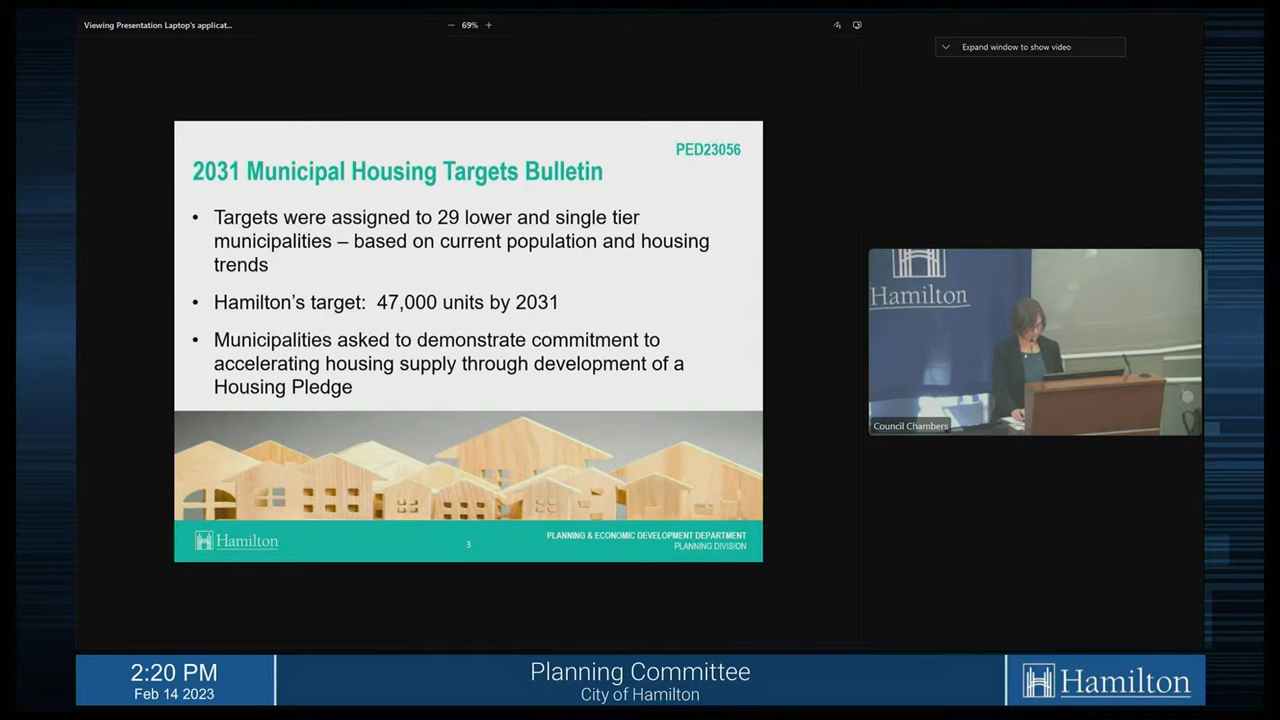 Viewing Presentation Laptop's applicat...
69%
Expand window to show video
PED23056
2031 Municipal Housing Targets Bulletin
• Targets were assigned to 29 lower and single tier
municipalities – based on current population and housing
trends
• Hamilton's target: 47,000 units by 2031
• Municipalities asked to demonstrate commitment to
accelerating housing supply through development of a
Housing Pledge
Hamilton
3
PLANNING & ECONOMIC DEVELOPMENT DEPARTMENT
PLANNING DIVISION
Hamilton
Council Chambers
2:20 PM
Feb 14 2023
Planning Committee
City of Hamilton
Hamilton